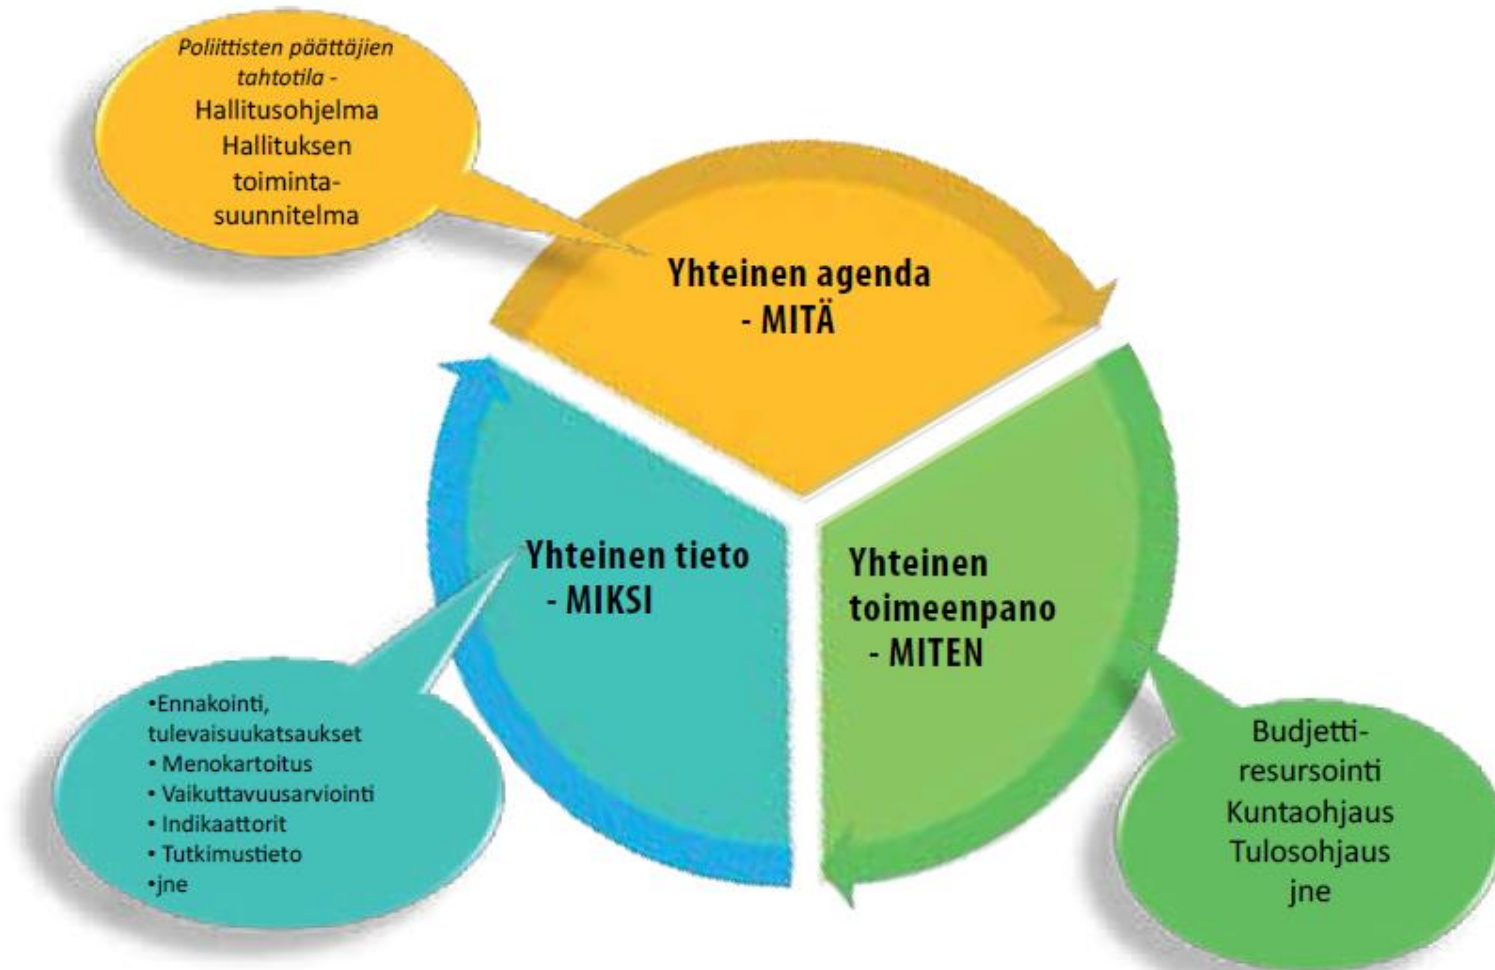 Poliittisten päättäjien
tahtotila -
Hallitusohjelma
Hallituksen
toiminta-
suunnitelma
Yhteinen agenda
- MITÄ
Yhteinen tieto
- MIKSI
Yhteinen
toimeenpano
- MITEN
•Ennakointi,
tulevaisuukatsaukset
• Menokartoitus
• Vaikuttavuusarviointi
• Indikaattorit
• Tutkimustieto
•jne
Budjetti-
resursointi
Kuntaohjaus
Tulosohjaus
jne